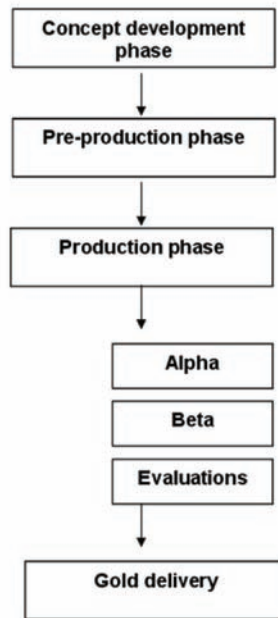 Concept development
phase
Pre-production phase
Production phase
Alpha
Beta
Evaluations
Gold delivery